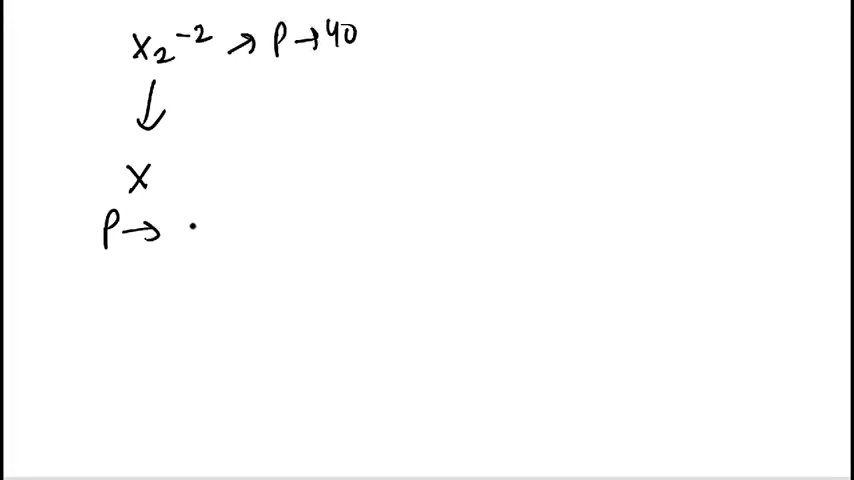 X₂⁻² → P → 40
↓
X
P →